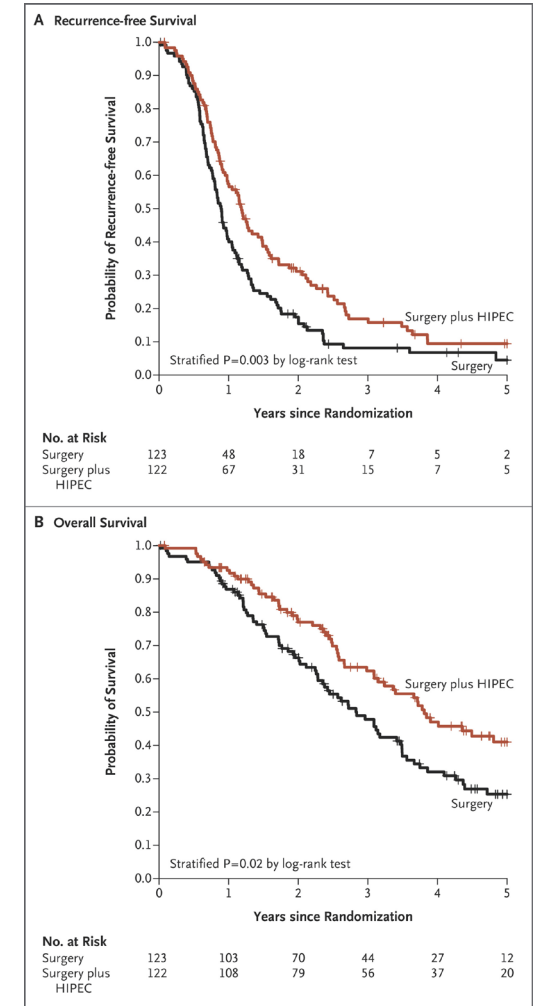 A Recurrence-free Survival
Probability of Recurrence-free Survival
1.0
0.9
0.8
0.7
0.6
0.5
0.4
0.3
0.2
0.1
0.0
Surgery plus HIPEC
Surgery
Stratified P=0.003 by log-rank test
0 1 2 3 4 5
Years since Randomization
No. at Risk
Surgery 123 48 18 7 5 2
Surgery plus 122 67 31 15 7 5
HIPEC
B Overall Survival
Probability of Survival
1.0
0.9
0.8
0.7
0.6
0.5
0.4
0.3
0.2
0.1
0.0
Surgery plus HIPEC
Surgery
Stratified P=0.02 by log-rank test
0 1 2 3 4 5
Years since Randomization
No. at Risk
Surgery 123 103 70 44 27 12
Surgery plus 122 108 79 56 37 20
HIPEC